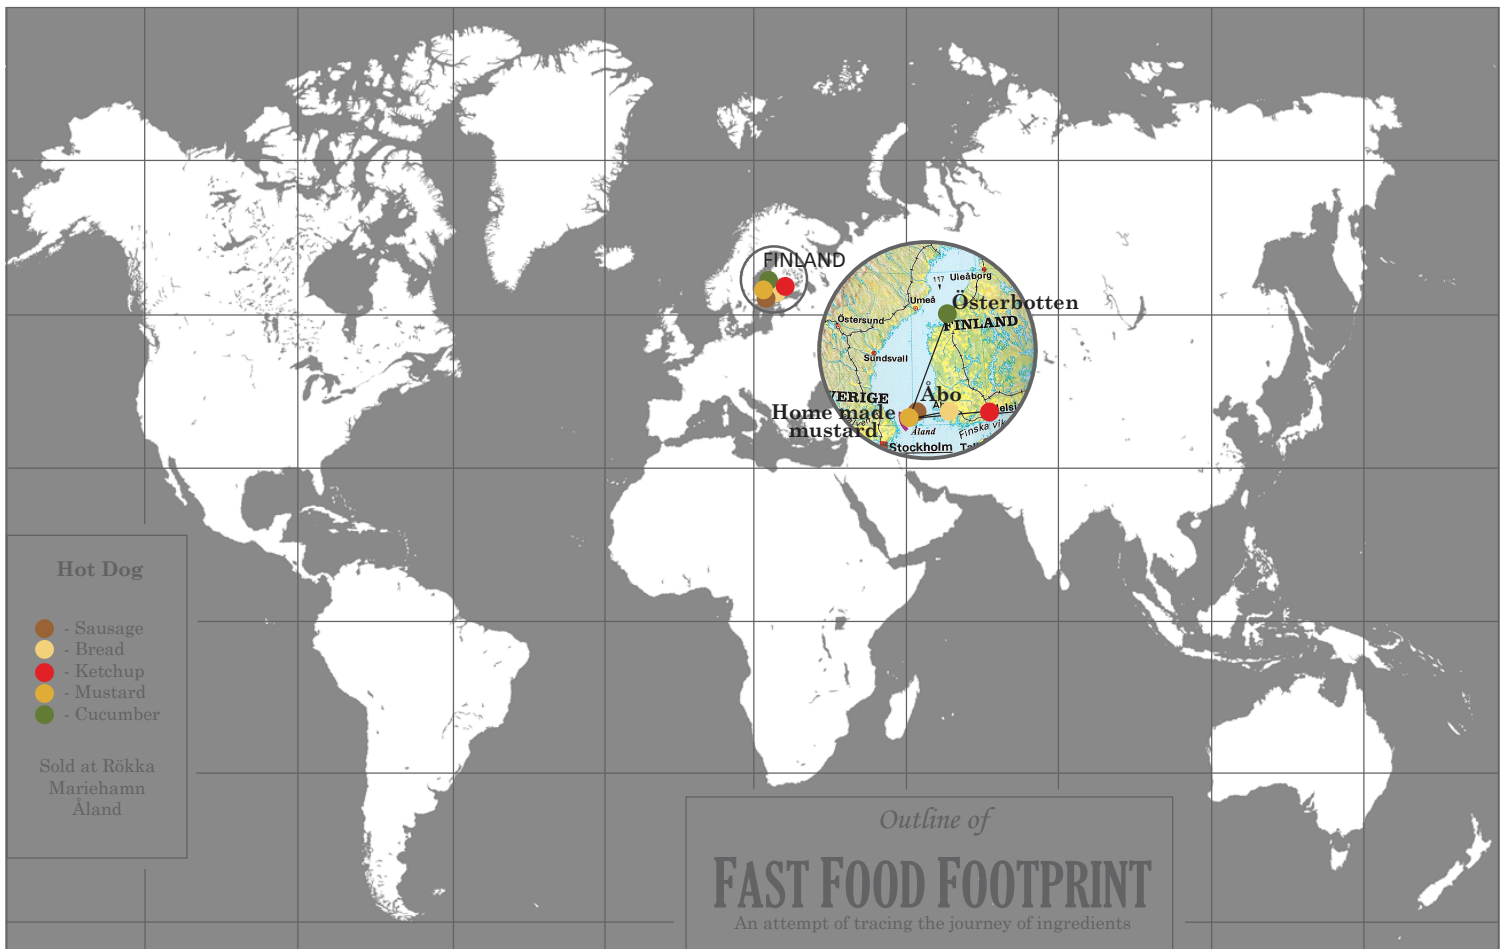 FINLAND
117
Uleåborg
Umeå
Österbotten
Östersund
FINLAND
Sundsvall
Åbo
VERIGE
Home made
mustard
Helsi
Åland
Finska vik
Stockholm
Hot Dog
- Sausage
- Bread
- Ketchup
- Mustard
- Cucumber
Sold at Rökka
Mariehamn
Åland
Outline of
FAST FOOD FOOTPRINT
An attempt of tracing the journey of ingredients